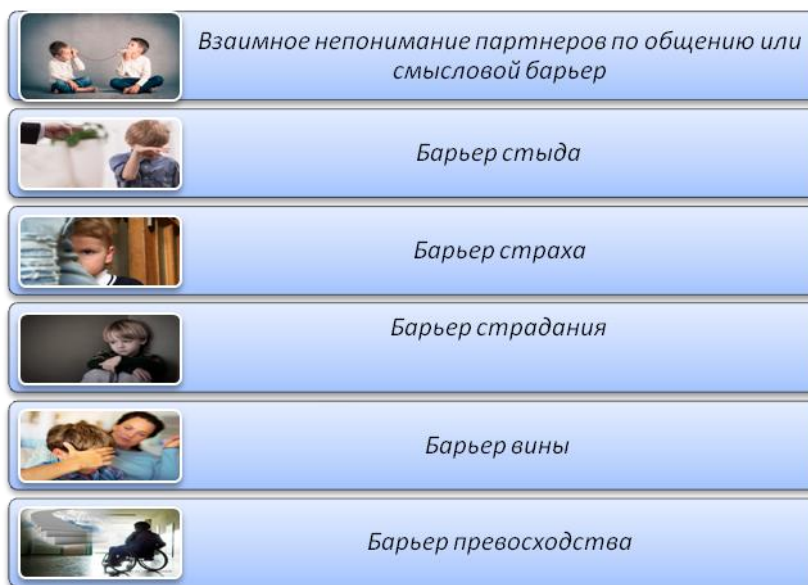 Взаимное непонимание партнеров по общению или
смысловой барьер
Барьер стыда
Барьер страха
Барьер страдания
Барьер вины
Барьер превосходства